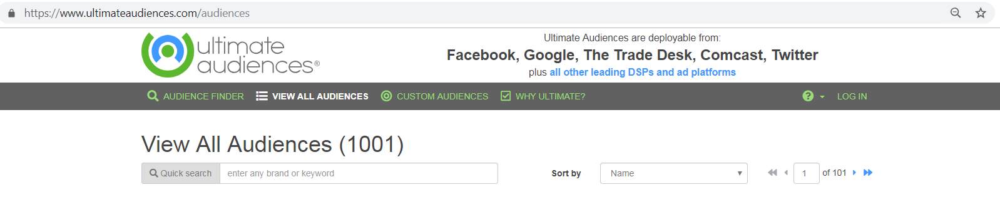 https://www.ultimateaudiences.com/audiences
ultimate
audiences®
Ultimate Audiences are deployable from:
Facebook, Google, The Trade Desk, Comcast, Twitter
plus all other leading DSPs and ad platforms
AUDIENCE FINDER VIEW ALL AUDIENCES CUSTOM AUDIENCES WHY ULTIMATE? ? LOG IN
View All Audiences (1001)
Quick search enter any brand or keyword Sort by Name 1 of 101